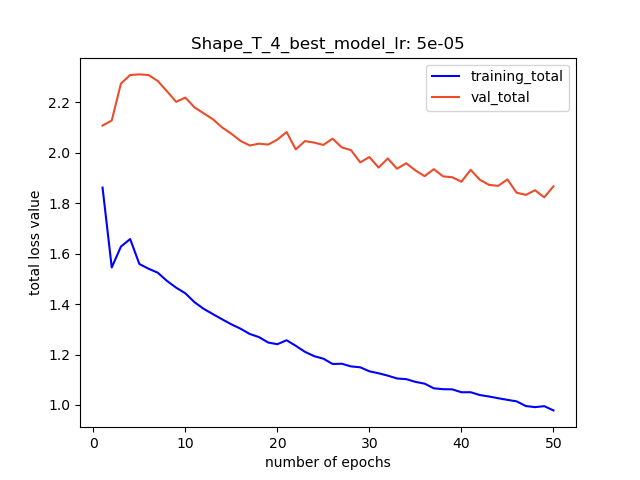 Shape_T_4_best_model_lr: 5e-05
training_total
val_total
total loss value
2.2
2.0
1.8
1.6
1.4
1.2
1.0
0 10 20 30 40 50
number of epochs